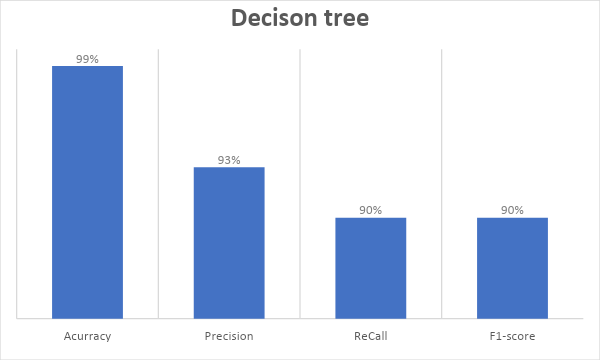 Decison tree
99%
93%
90%
90%
Acurracy
Precision
ReCall
F1-score